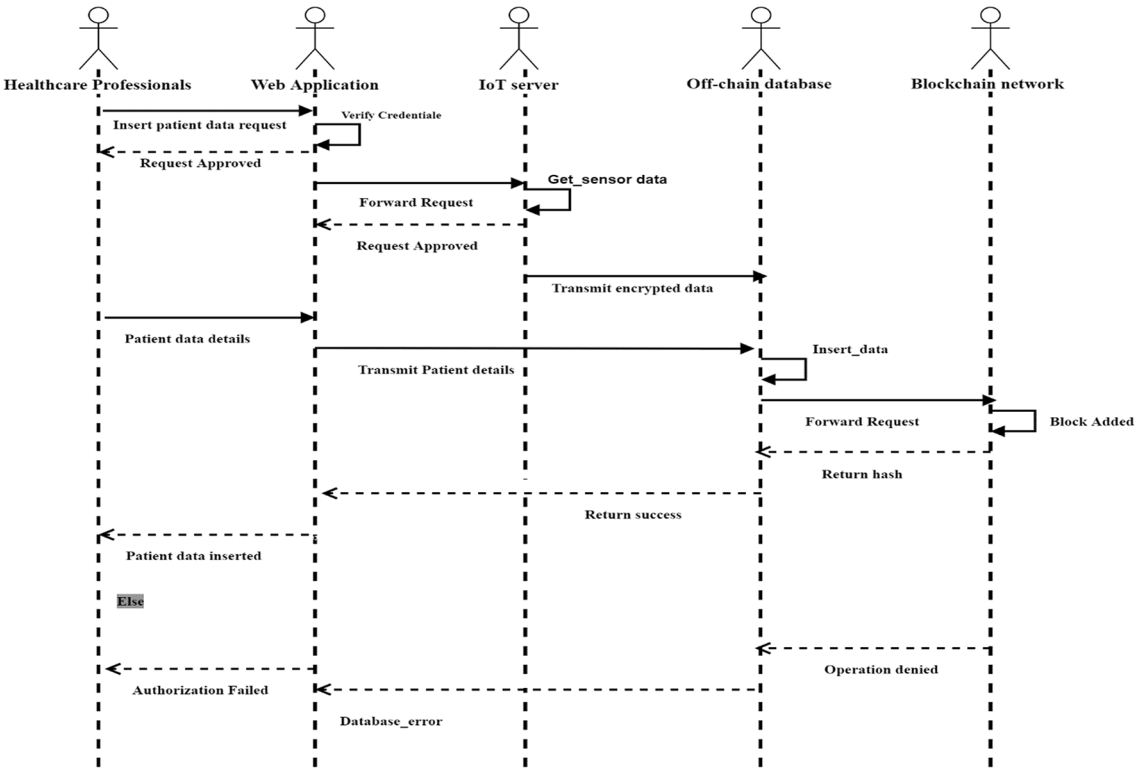 Healthcare Professionals
Web Application
IoT server
Off-chain database
Blockchain network
Insert patient data request
Verify Credentiale
Request Approved
Get_sensor data
Forward Request
Request Approved
Transmit encrypted data
Patient data details
Insert_data
Transmit Patient details
Forward Request
Block Added
Return hash
Return success
Patient data inserted
Else
Operation denied
Authorization Failed
Database_error